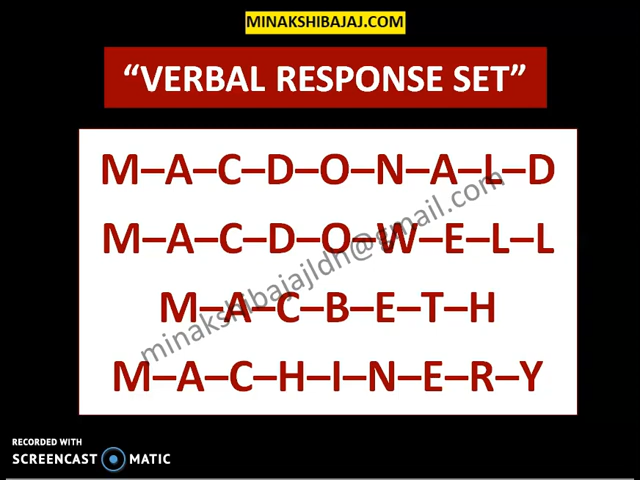 MINAKSHIBAJAJ.COM
“VERBAL RESPONSE SET”
M–A–C–D–O–N–A–L–D
M–A–C–D–O–W–E–L–L
M–A–C–B–E–T–H
M–A–C–H–I–N–E–R–Y
minakshibajajldh@gmail.com
RECORDED WITH
SCREENCAST MATIC